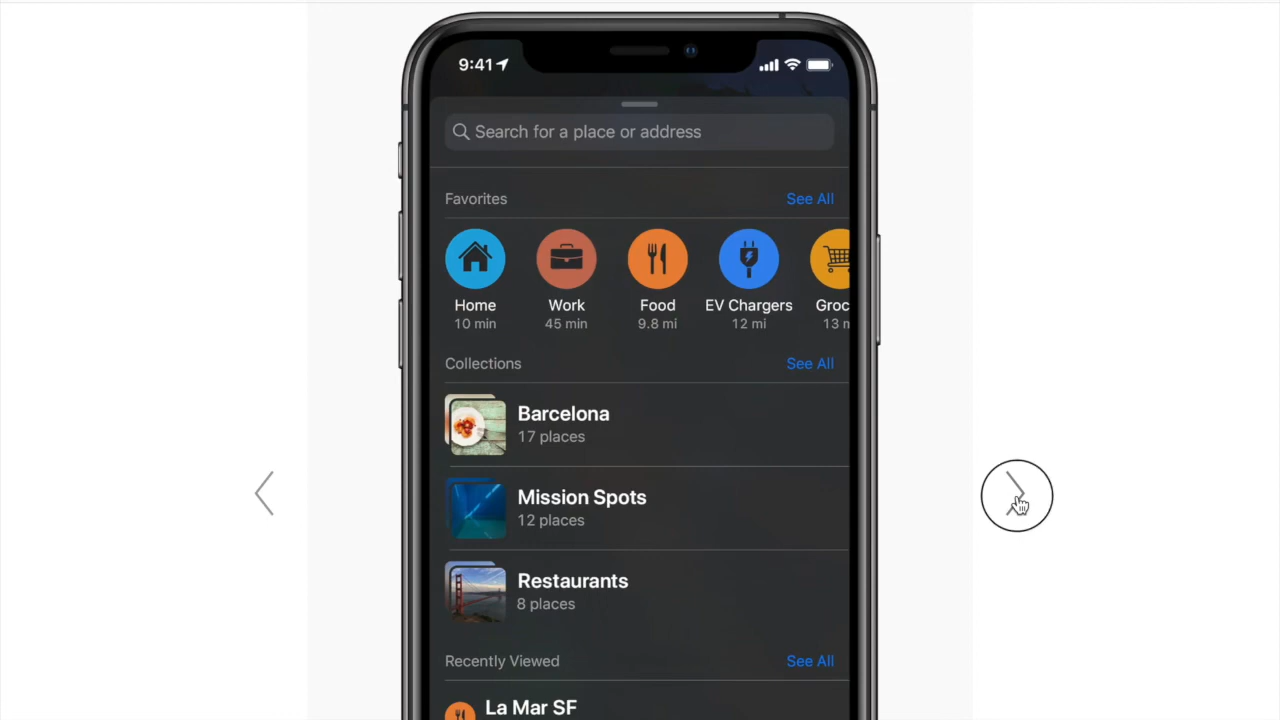 9:41
Search for a place or address
Favorites See All
Home Work Food EV Chargers Groc
10 min 45 min 9.8 mi 12 mi 13 m
Collections See All
Barcelona
17 places
Mission Spots
12 places
Restaurants
8 places
Recently Viewed See All
La Mar SF